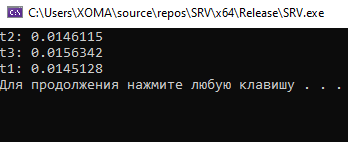 C:\Users\XOMA\source\repos\SRV\x64\Release\SRV.exe
t2: 0.0146115
t3: 0.0156342
t1: 0.0145128
Для продолжения нажмите любую клавишу . . .